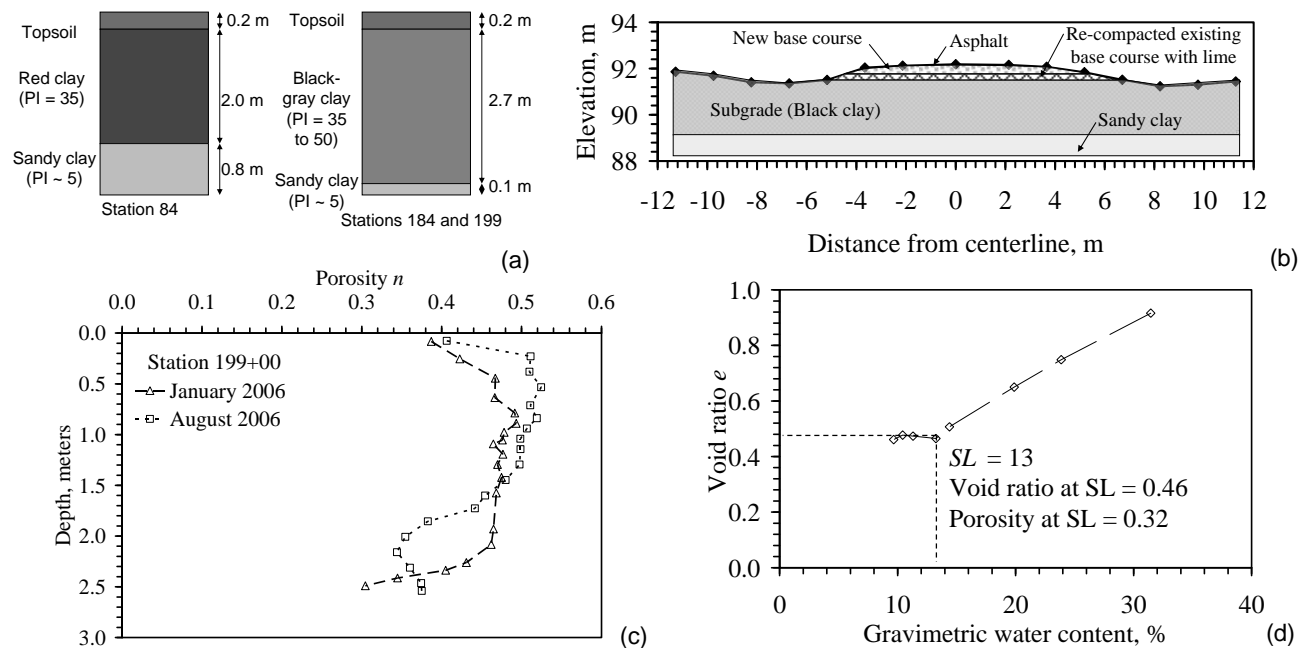 Topsoil
0.2 m
Red clay
(PI = 35)
2.0 m
Sandy clay
(PI ~ 5)
0.8 m
Station 84
Topsoil
0.2 m
Black-
gray clay
(PI = 35
to 50)
2.7 m
Sandy clay
(PI ~ 5)
0.1 m
Stations 184 and 199
(a)
Elevation, m
94
92
90
88
New base course
Asphalt
Re-compacted existing
base course with lime
Subgrade (Black clay)
Sandy clay
-12 -10 -8 -6 -4 -2 0 2 4 6 8 10 12
Distance from centerline, m
(b)
Porosity n
0.0 0.1 0.2 0.3 0.4 0.5 0.6
Depth, meters
0.0
0.5
1.0
1.5
2.0
2.5
3.0
Station 199+00
January 2006
August 2006
(c)
Void ratio e
1.0
0.8
0.6
0.4
0.2
0.0
SL = 13
Void ratio at SL = 0.46
Porosity at SL = 0.32
0 10 20 30 40
Gravimetric water content, %
(d)